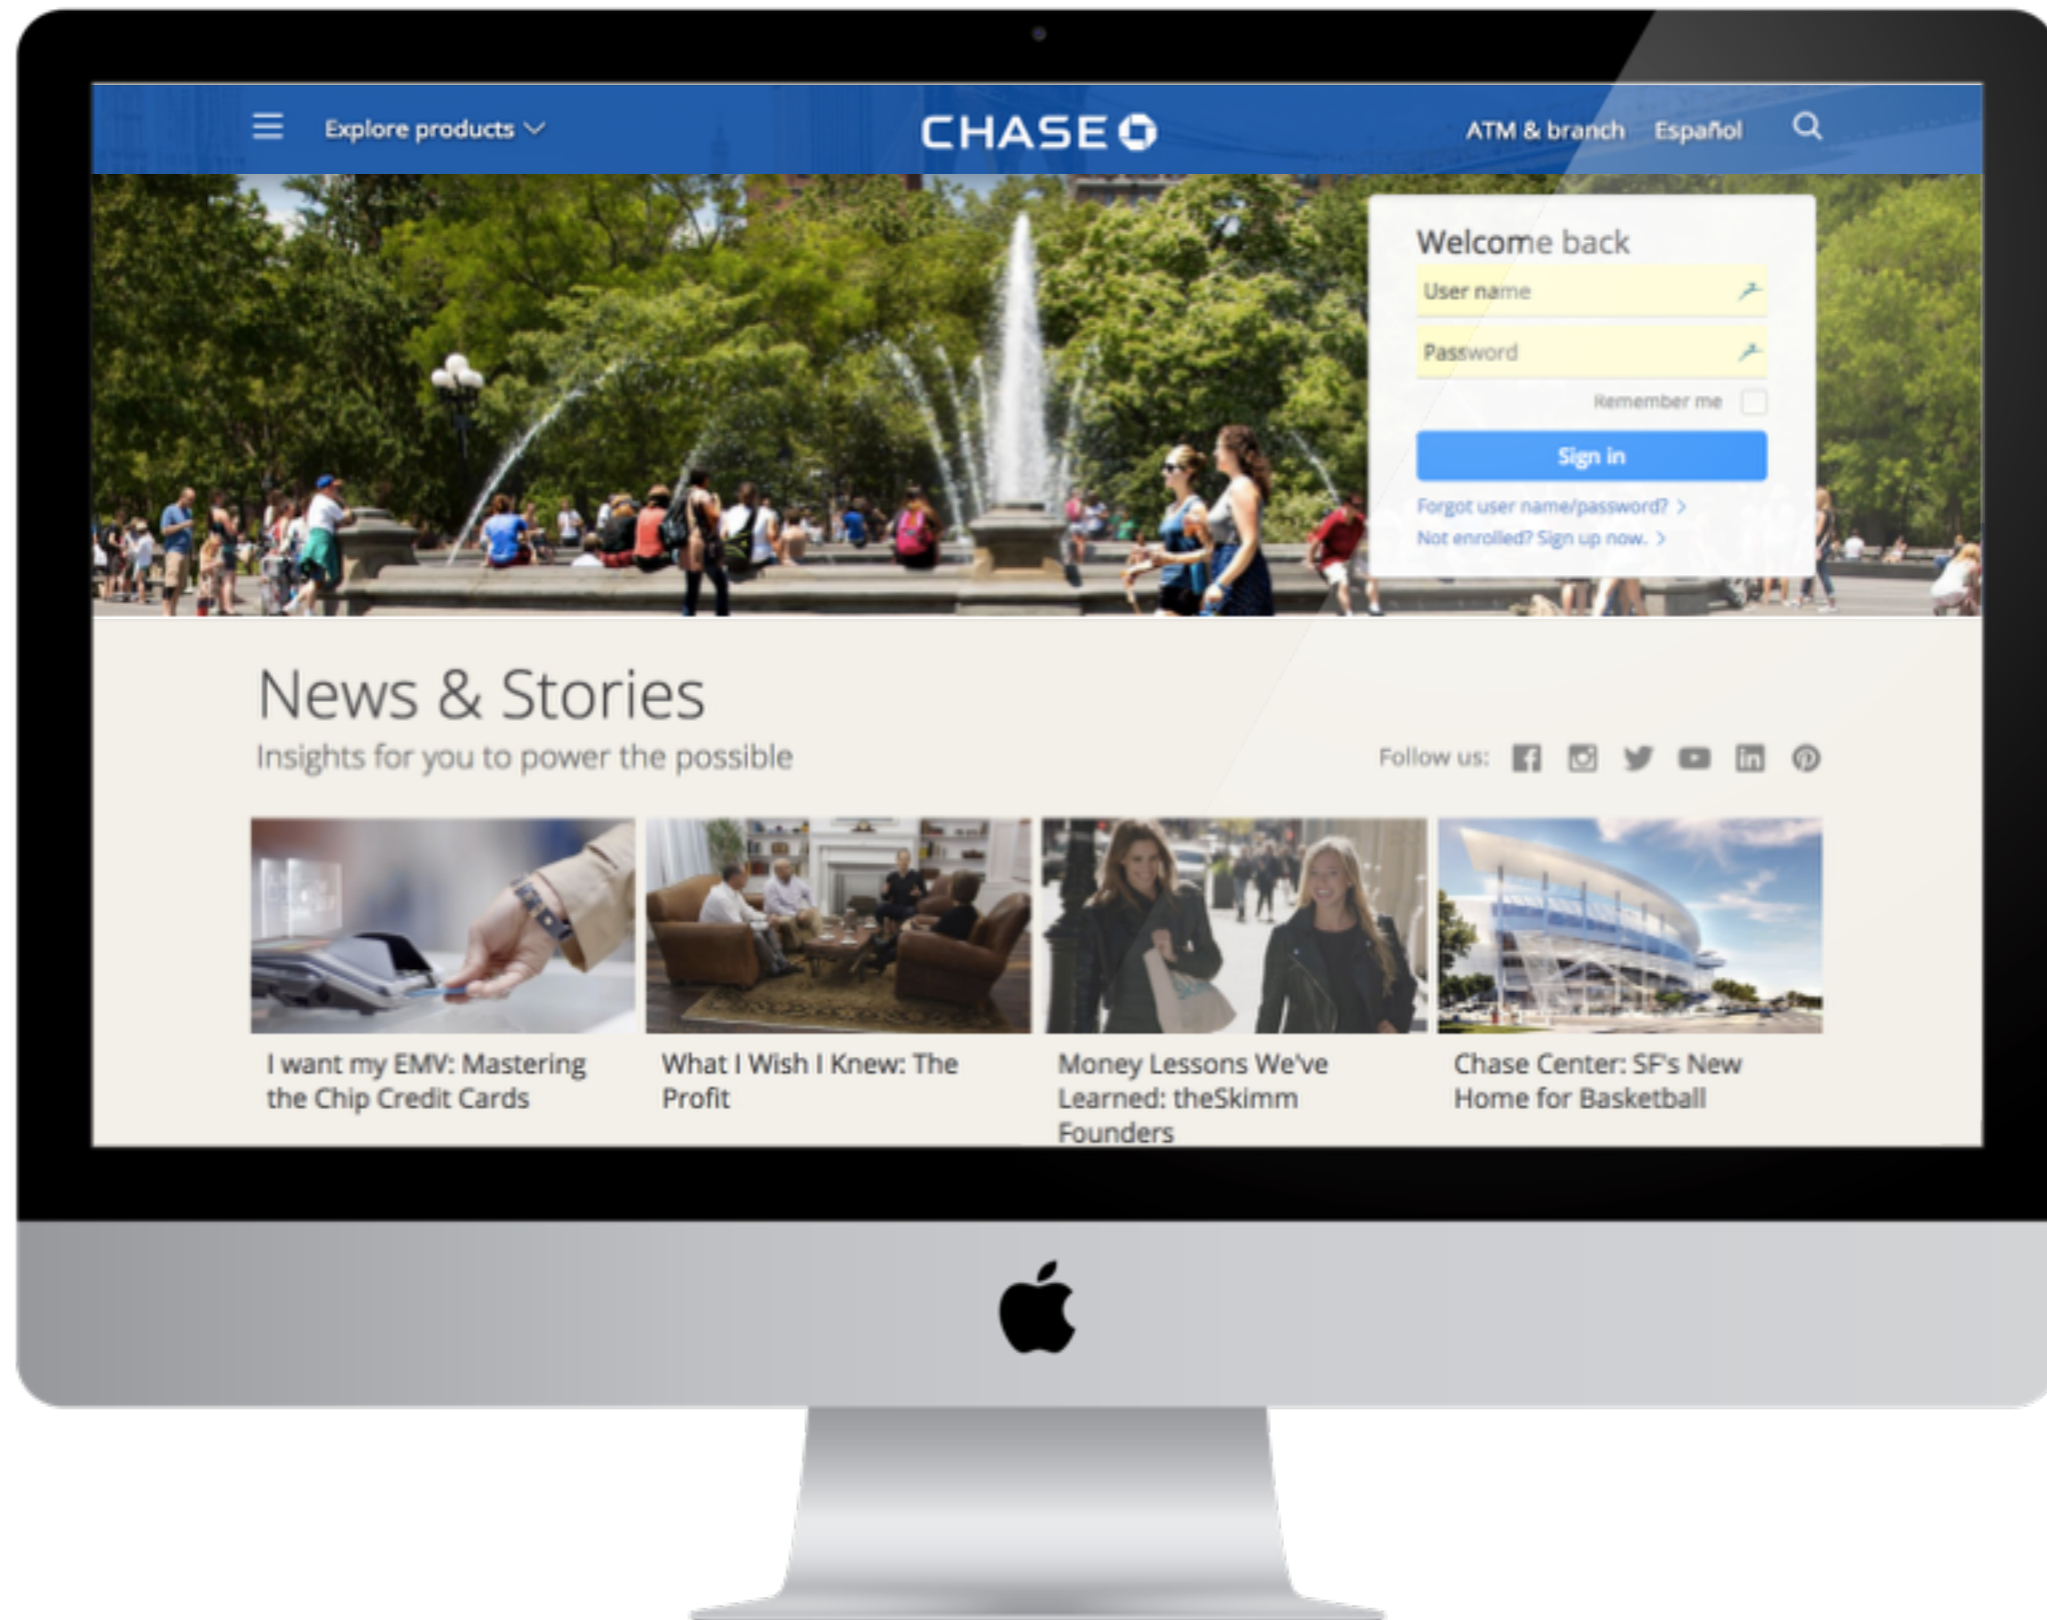 Explore products
CHASE
ATM & branch
Español
Welcome back
User name
Password
Remember me
Sign in
Forgot user name/password? >
Not enrolled? Sign up now. >
News & Stories
Insights for you to power the possible
Follow us:
I want my EMV: Mastering
the Chip Credit Cards
What I Wish I Knew: The
Profit
Money Lessons We've
Learned: theSkimm
Founders
Chase Center: SF's New
Home for Basketball